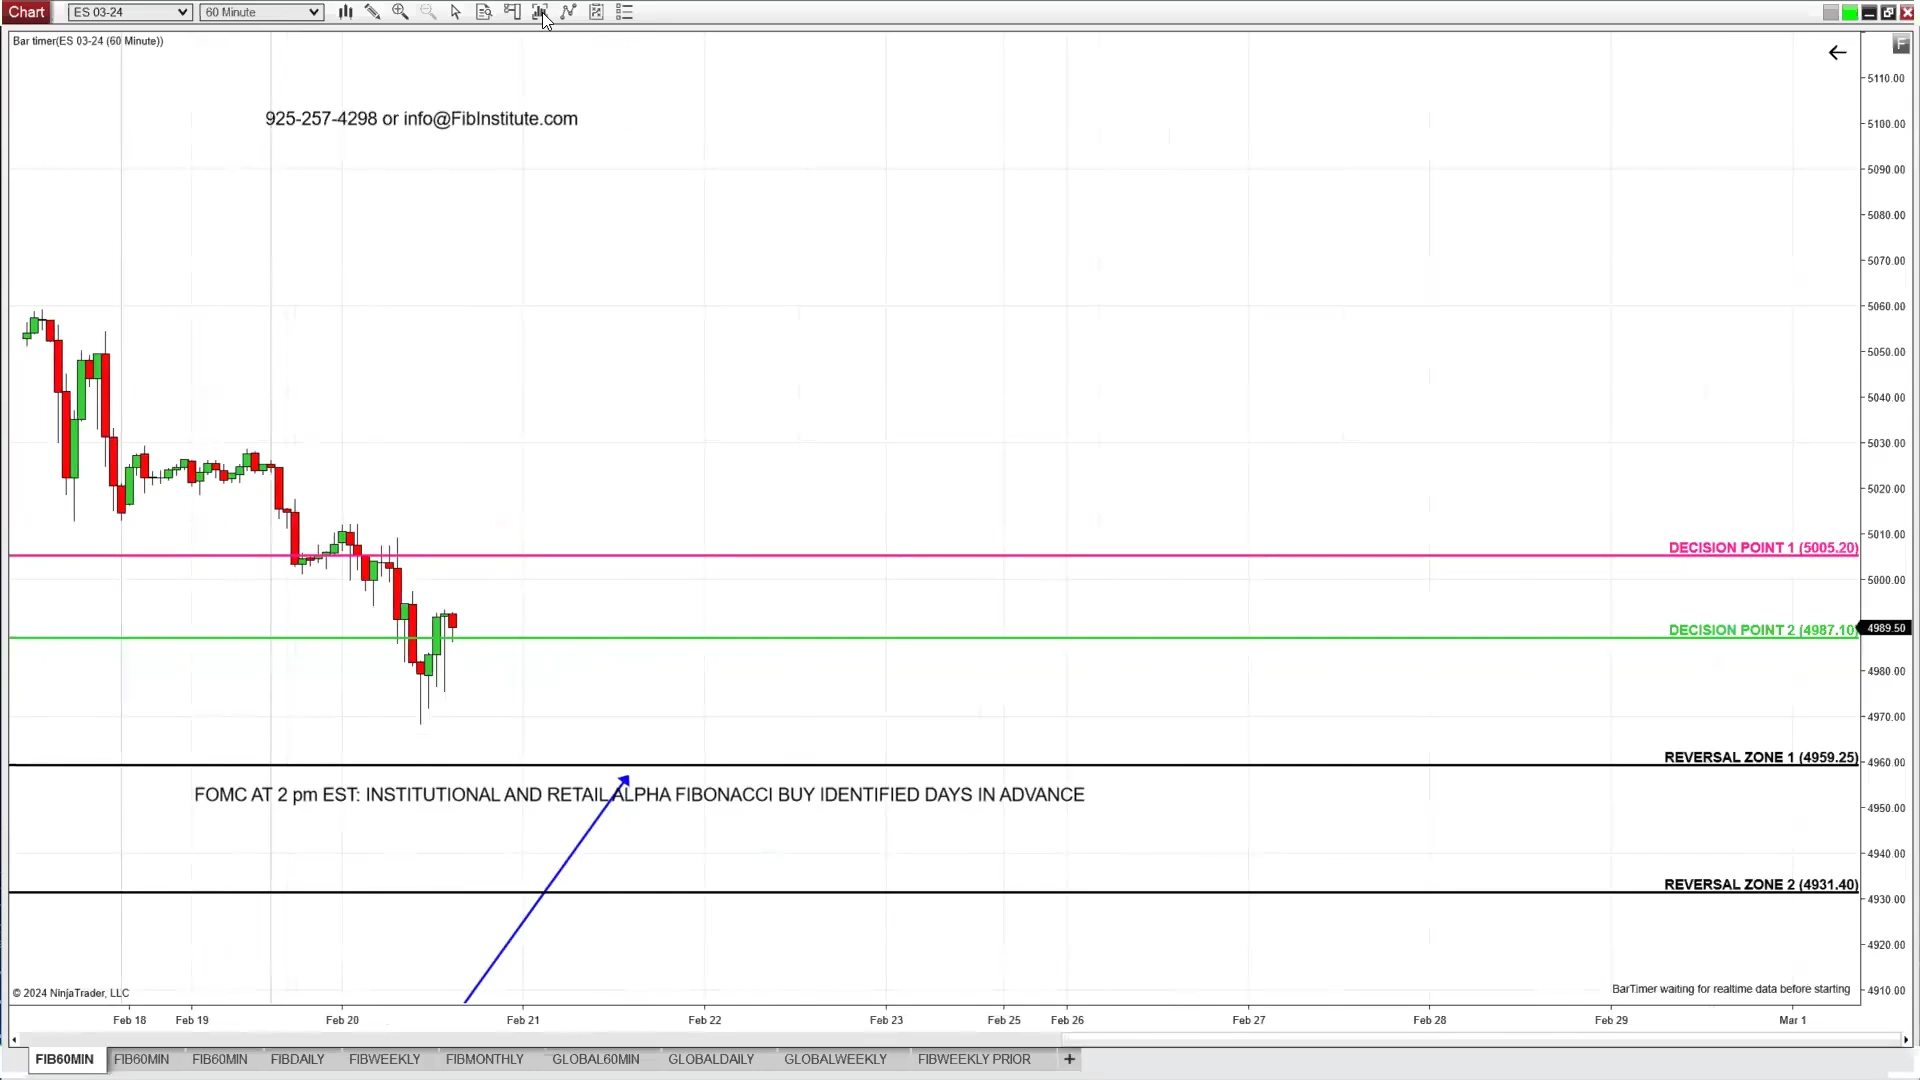 Chart ES 03-24 60 Minute
Bar timer(ES 03-24 (60 Minute))
F
5110.00
925-257-4298 or info@FibInstitute.com
5100.00
5090.00
5080.00
5070.00
5060.00
5050.00
5040.00
5030.00
5020.00
5010.00
DECISION POINT 1 (5005.20)
5000.00
DECISION POINT 2 (4987.10)
4989.50
4980.00
4970.00
REVERSAL ZONE 1 (4959.25)
4960.00
FOMC AT 2 pm EST: INSTITUTIONAL AND RETAIL ALPHA FIBONACCI BUY IDENTIFIED DAYS IN ADVANCE
4950.00
4940.00
REVERSAL ZONE 2 (4931.40)
4930.00
4920.00
© 2024 NinjaTrader, LLC
BarTimer waiting for realtime data before starting
4910.00
Feb 18 Feb 19 Feb 20 Feb 21 Feb 22 Feb 23 Feb 25 Feb 26 Feb 27 Feb 28 Feb 29 Mar 1
FIB60MIN FIB60MIN FIB60MIN FIBDAILY FIBWEEKLY FIBMONTHLY GLOBAL60MIN GLOBALDAILY GLOBALWEEKLY FIBWEEKLY PRIOR +